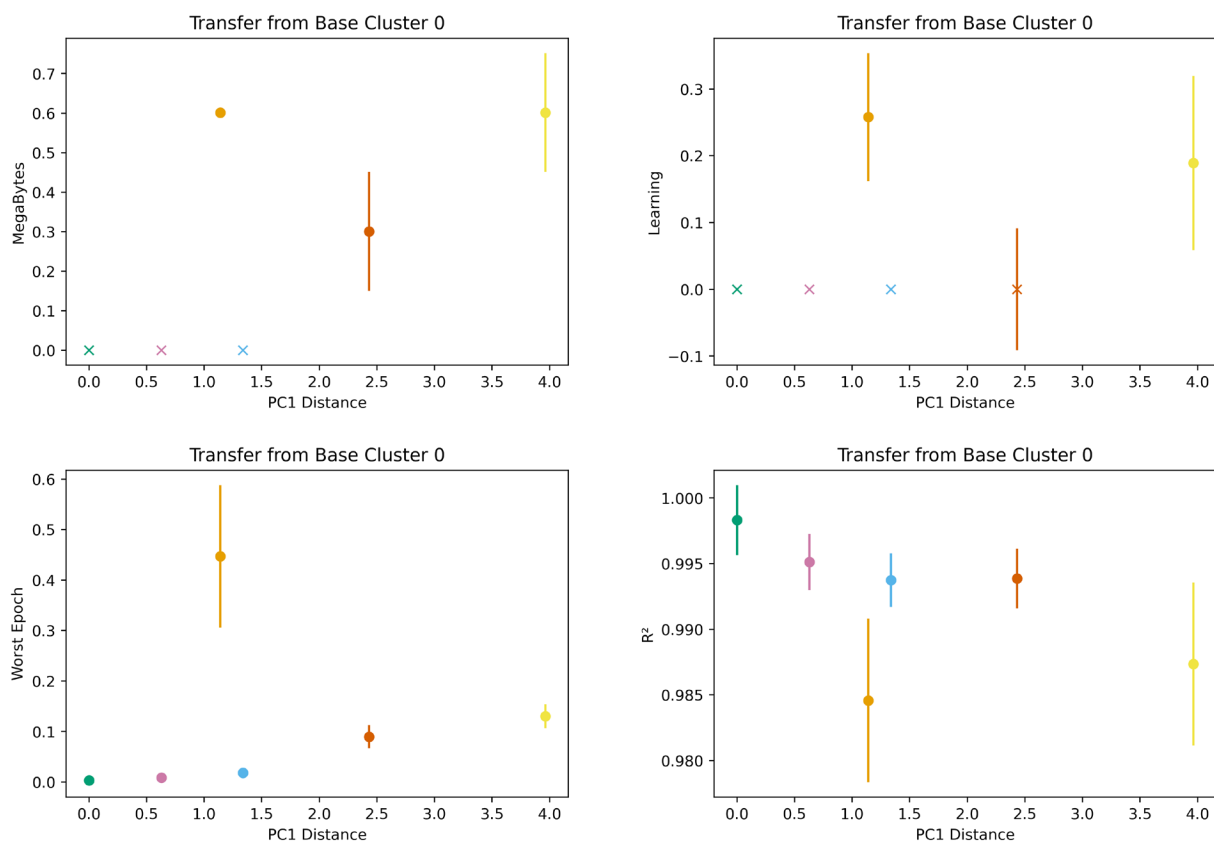 Transfer from Base Cluster 0
MegaBytes
0.7
0.6
0.5
0.4
0.3
0.2
0.1
0.0
0.0 0.5 1.0 1.5 2.0 2.5 3.0 3.5 4.0
PC1 Distance
Transfer from Base Cluster 0
Learning
0.3
0.2
0.1
0.0
−0.1
0.0 0.5 1.0 1.5 2.0 2.5 3.0 3.5 4.0
PC1 Distance
Transfer from Base Cluster 0
Worst Epoch
0.6
0.5
0.4
0.3
0.2
0.1
0.0
0.0 0.5 1.0 1.5 2.0 2.5 3.0 3.5 4.0
PC1 Distance
Transfer from Base Cluster 0
R²
1.000
0.995
0.990
0.985
0.980
0.0 0.5 1.0 1.5 2.0 2.5 3.0 3.5 4.0
PC1 Distance